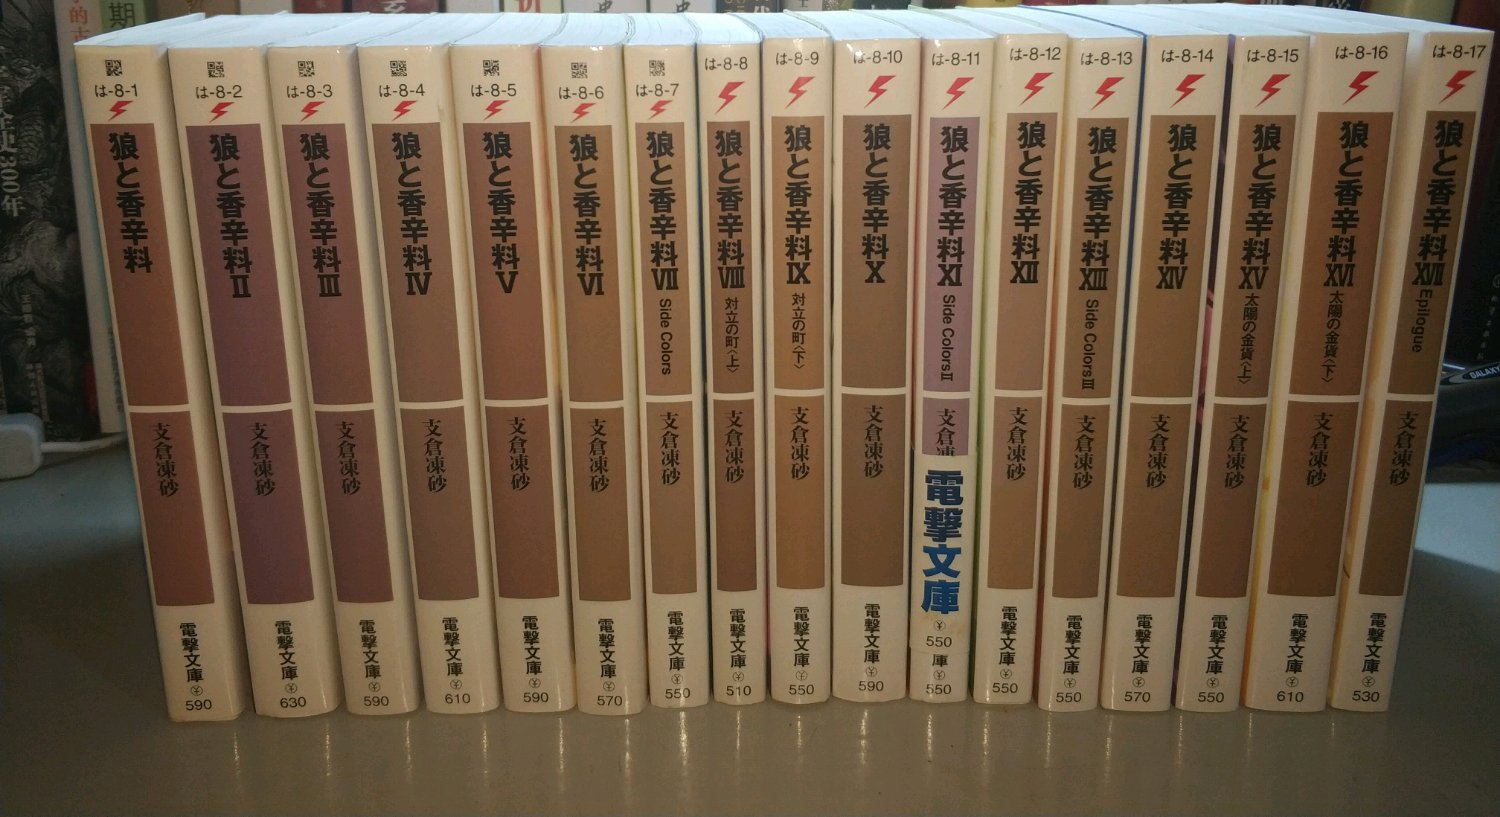 は-8-1
狼と香辛料
支倉凍砂
電撃文庫
¥
590
は-8-2
狼と香辛料Ⅱ
支倉凍砂
電撃文庫
¥
630
は-8-3
狼と香辛料Ⅲ
支倉凍砂
電撃文庫
¥
590
は-8-4
狼と香辛料Ⅳ
支倉凍砂
電撃文庫
¥
610
は-8-5
狼と香辛料Ⅴ
支倉凍砂
電撃文庫
¥
590
は-8-6
狼と香辛料Ⅵ
支倉凍砂
電撃文庫
¥
570
は-8-7
狼と香辛料Ⅶ Side Colors
支倉凍砂
電撃文庫
¥
550
は-8-8
狼と香辛料Ⅷ 対立の町〈上〉
支倉凍砂
電撃文庫
¥
510
は-8-9
狼と香辛料Ⅸ 対立の町〈下〉
支倉凍砂
電撃文庫
¥
550
は-8-10
狼と香辛料Ⅹ
支倉凍砂
電撃文庫
¥
590
は-8-11
狼と香辛料Ⅺ Side ColorsⅡ
支倉凍
電撃文庫
¥
550
庫
¥
550
は-8-12
狼と香辛料Ⅻ
支倉凍砂
電撃文庫
¥
550
は-8-13
狼と香辛料XIII Side ColorsⅢ
支倉凍砂
電撃文庫
¥
550
は-8-14
狼と香辛料XIV
支倉凍砂
電撃文庫
¥
570
は-8-15
狼と香辛料XV 太陽の金貨〈上〉
支倉凍砂
電撃文庫
¥
550
は-8-16
狼と香辛料XVI 太陽の金貨〈下〉
支倉凍砂
電撃文庫
¥
610
は-8-17
狼と香辛料XVII Epilogue
支倉凍砂
電撃文庫
¥
530
史300年
的古
期
史
史
GALAXY